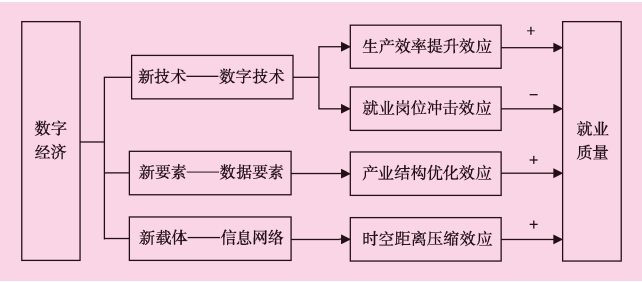 数字
经济
新技术——数字技术
新要素——数据要素
新载体——信息网络
生产效率提升效应
就业岗位冲击效应
产业结构优化效应
时空距离压缩效应
+
−
+
+
就业
质量